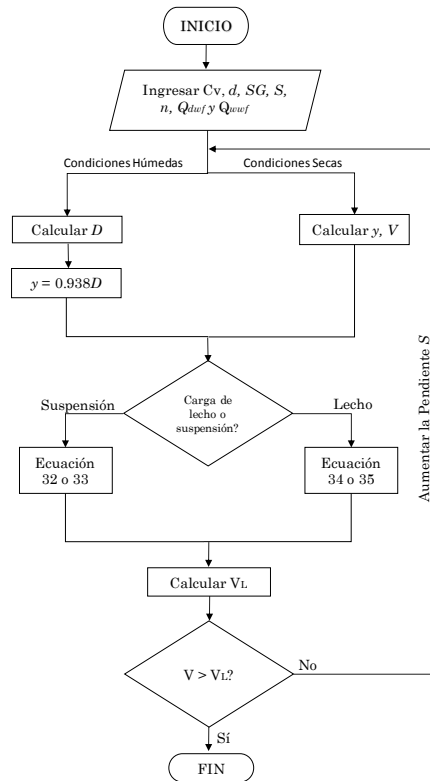 INICIO
Ingresar Cv, d, SG, S,
n, Qdwf y Qwwf
Condiciones Húmedas
Condiciones Secas
Calcular D
Calcular y, V
y = 0.938D
Aumentar la Pendiente S
Carga de
lecho o
suspensión?
Suspensión
Lecho
Ecuación
32 o 33
Ecuación
34 o 35
Calcular VL
V > VL?
No
Sí
FIN